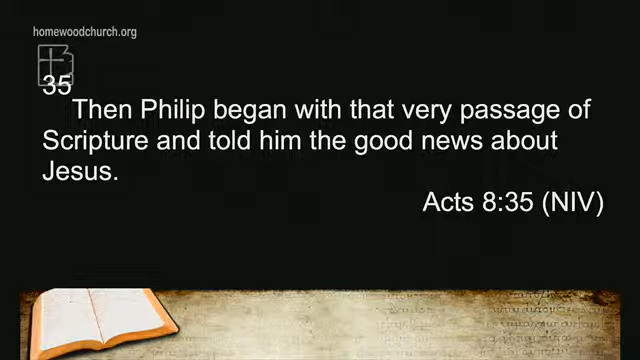 homewoodchurch.org
35
Then Philip began with that very passage of
Scripture and told him the good news about
Jesus.
Acts 8:35 (NIV)